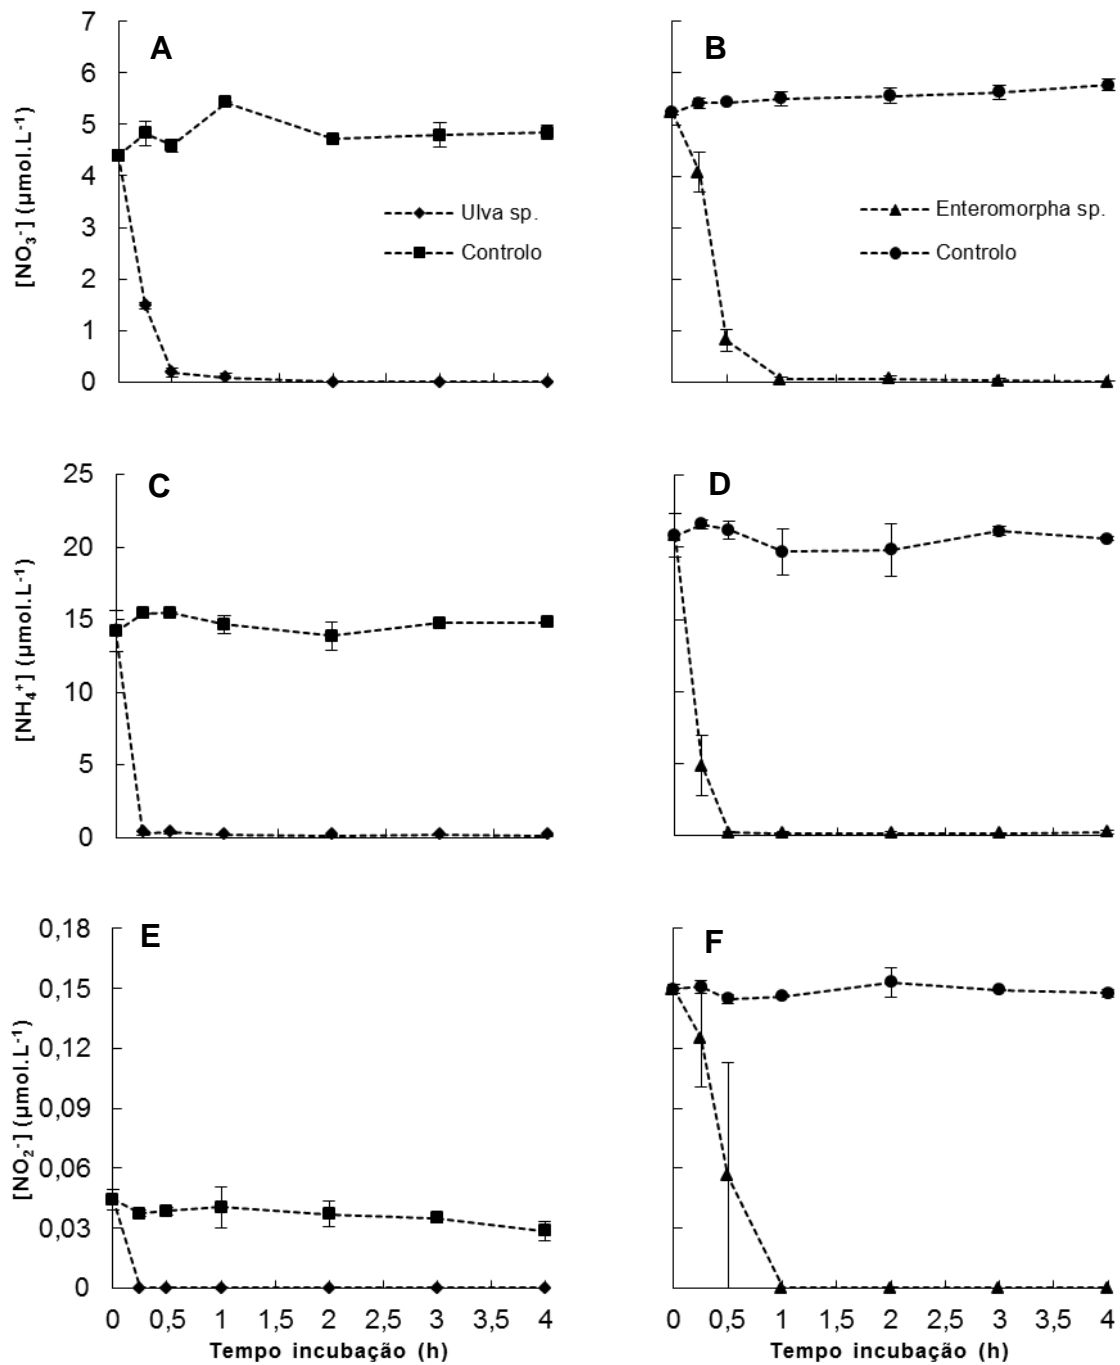 A
[NO₃⁻] (µmol.L⁻¹)
7
6
5
4
3
2
1
0
Ulva sp.
Controlo
B
Enteromorpha sp.
Controlo
C
[NH₄⁺] (µmol.L⁻¹)
25
20
15
10
5
0
D
E
[NO₂⁻] (µmol.L⁻¹)
0,18
0,15
0,12
0,09
0,06
0,03
0
0 0,5 1 1,5 2 2,5 3 3,5 4
Tempo incubação (h)
F
0 0,5 1 1,5 2 2,5 3 3,5 4
Tempo incubação (h)